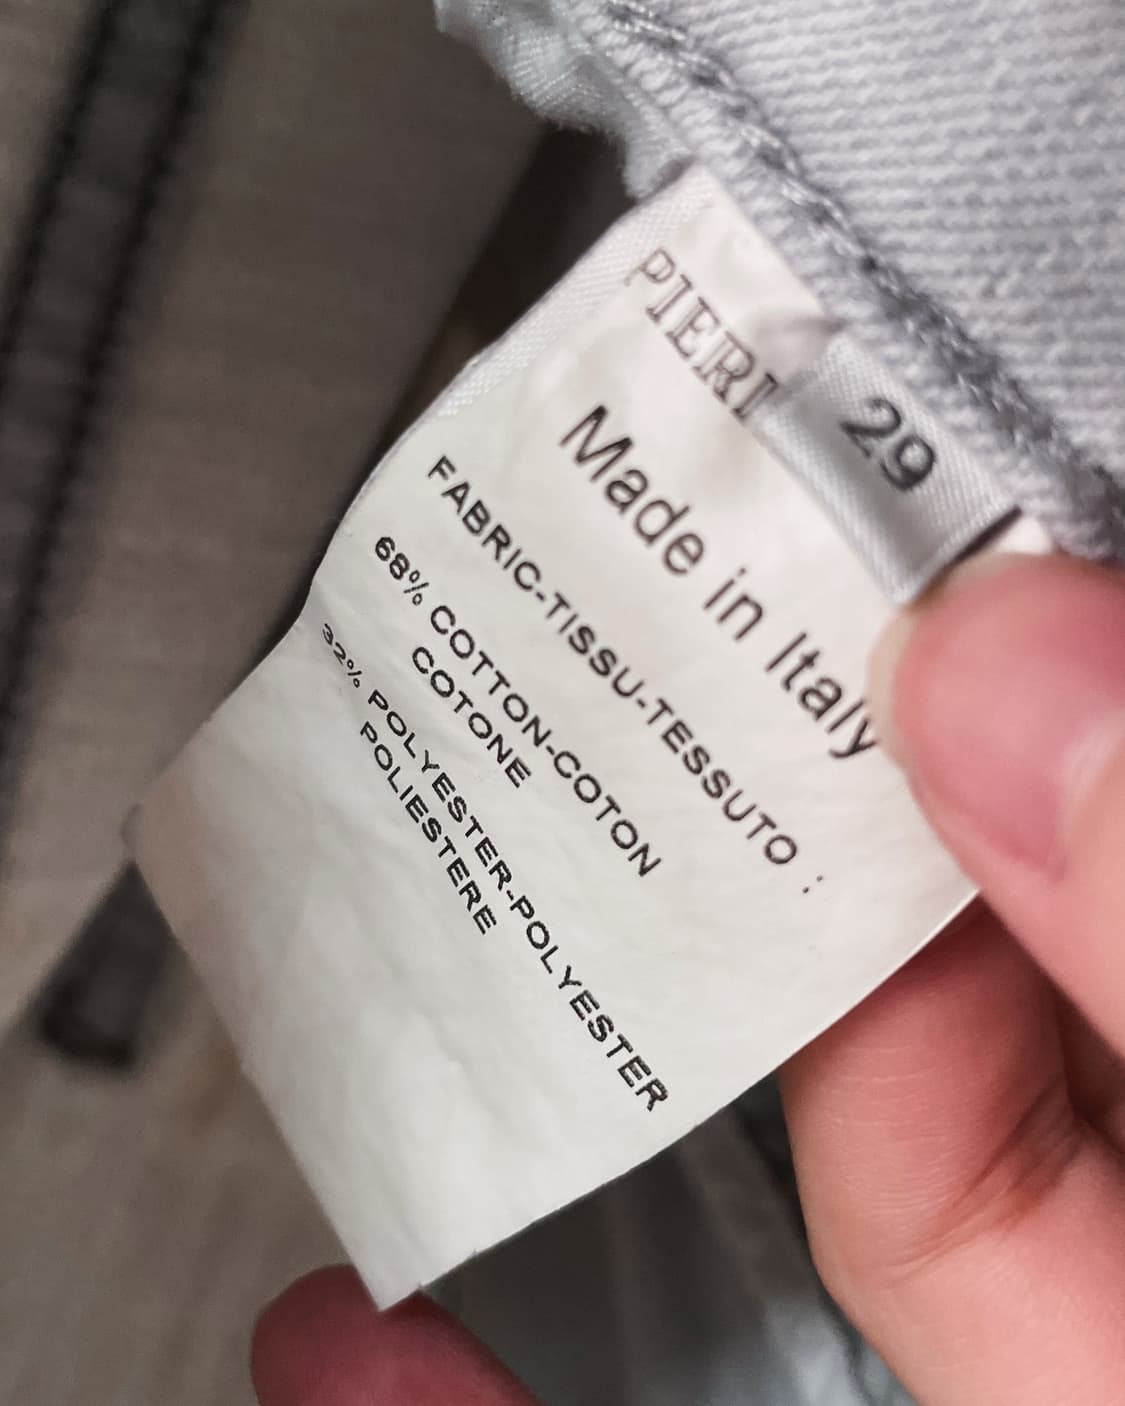 PIERI
29
Made in Italy
FABRIC-TISSU-TESSUTO :
68% COTTON-COTON
COTONE
32% POLYESTER-POLYESTER
POLIESTERE